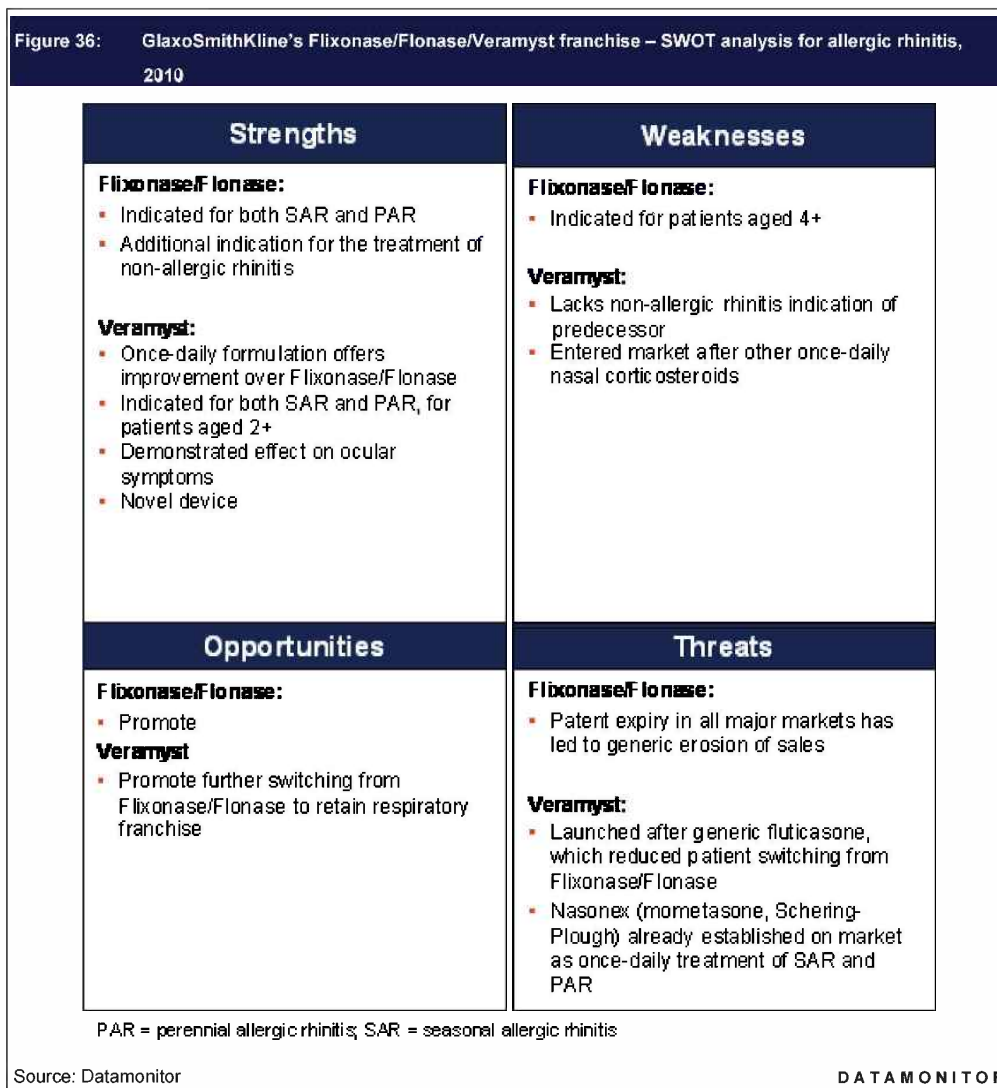 Figure 36: GlaxoSmithKline's Flixonase/Flonase/Veramyst franchise – SWOT analysis for allergic rhinitis,
2010
Strengths
Flixonase/Flonase:
▪ Indicated for both SAR and PAR
▪ Additional indication for the treatment of
non-allergic rhinitis
Veramyst:
▪ Once-daily formulation offers
improvement over Flixonase/Flonase
▪ Indicated for both SAR and PAR, for
patients aged 2+
▪ Demonstrated effect on ocular
symptoms
▪ Novel device
Weaknesses
Flixonase/Flonase:
▪ Indicated for patients aged 4+
Veramyst:
▪ Lacks non-allergic rhinitis indication of
predecessor
▪ Entered market after other once-daily
nasal corticosteroids
Opportunities
Flixonase/Flonase:
▪ Promote
Veramyst
▪ Promote further switching from
Flixonase/Flonase to retain respiratory
franchise
Threats
Flixonase/Flonase:
▪ Patent expiry in all major markets has
led to generic erosion of sales
Veramyst:
▪ Launched after generic fluticasone,
which reduced patient switching from
Flixonase/Flonase
▪ Nasonex (mometasone, Schering-
Plough) already established on market
as once-daily treatment of SAR and
PAR
PAR = perennial allergic rhinitis; SAR = seasonal allergic rhinitis
Source: Datamonitor
DATAMONITOR